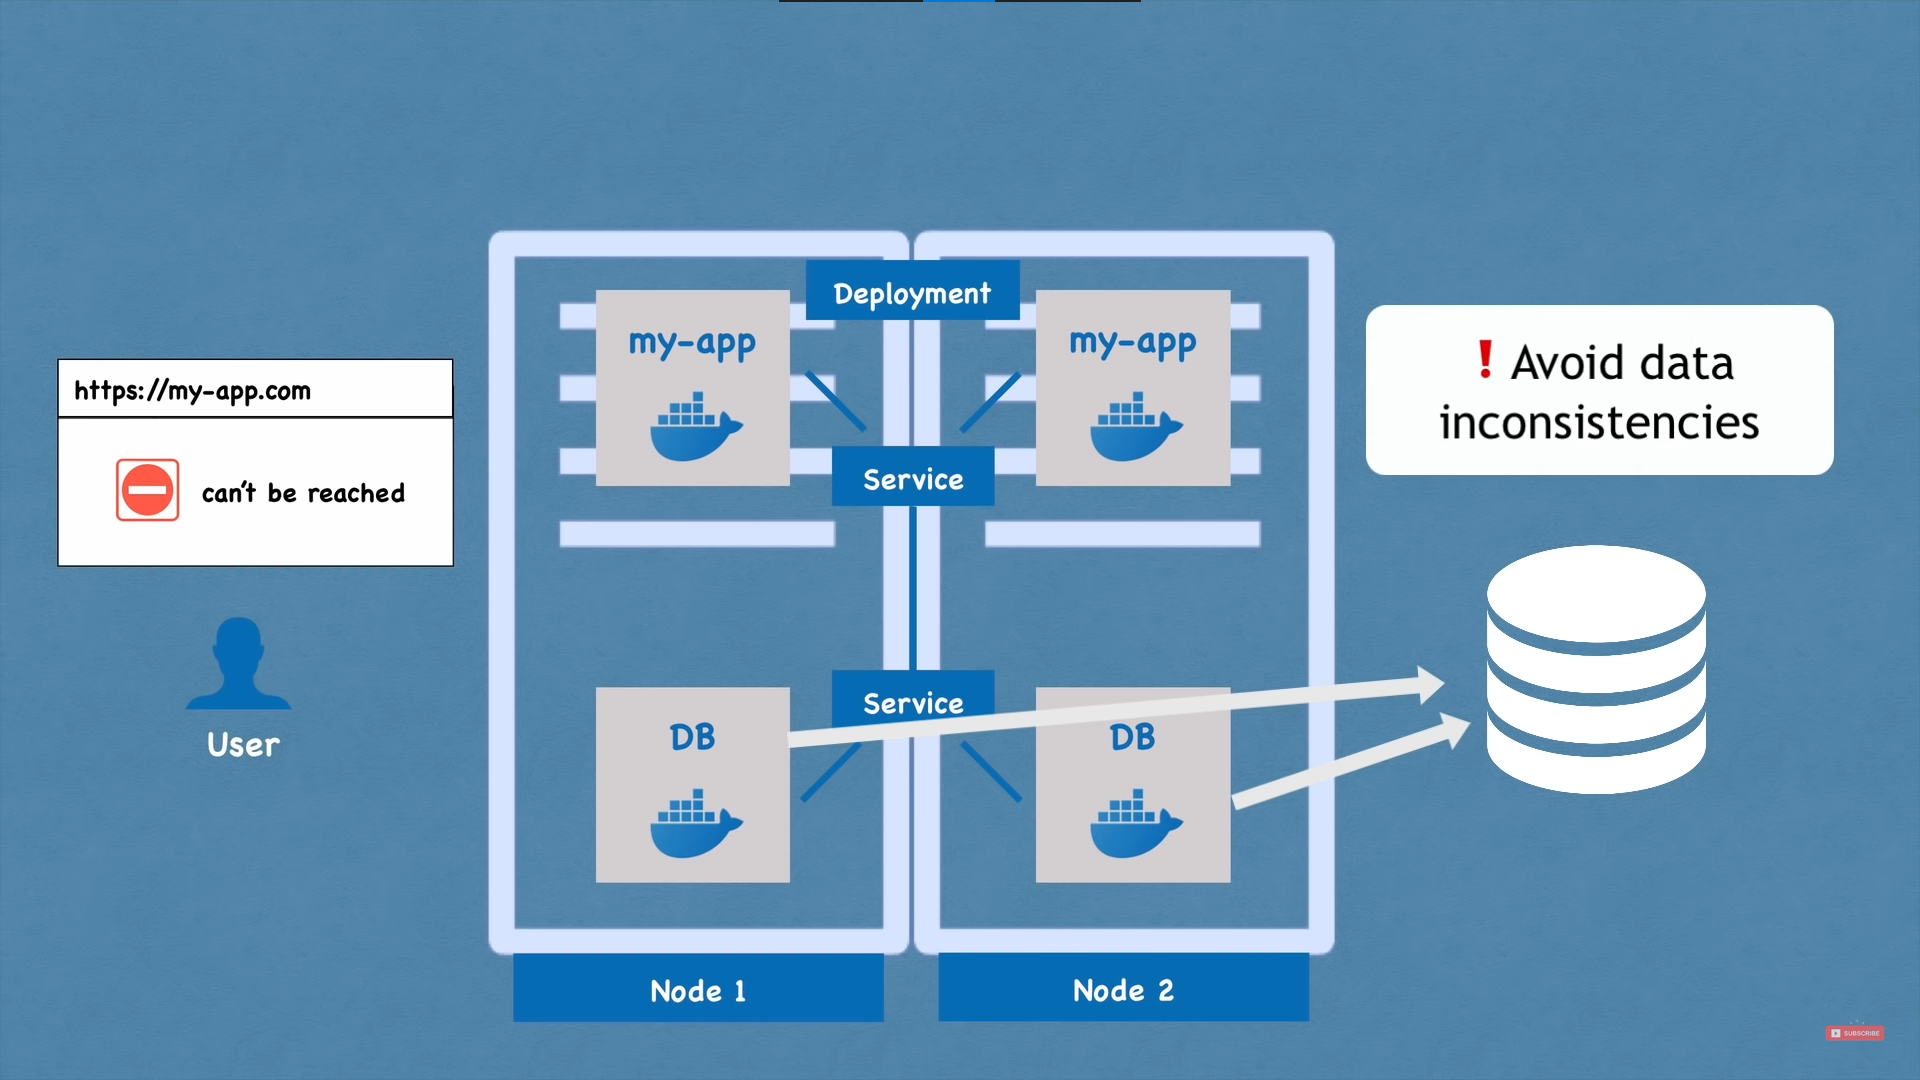 Deployment
my-app
my-app
https://my-app.com
can't be reached
Service
! Avoid data
inconsistencies
Service
DB
DB
User
Node 1
Node 2
SUBSCRIBE